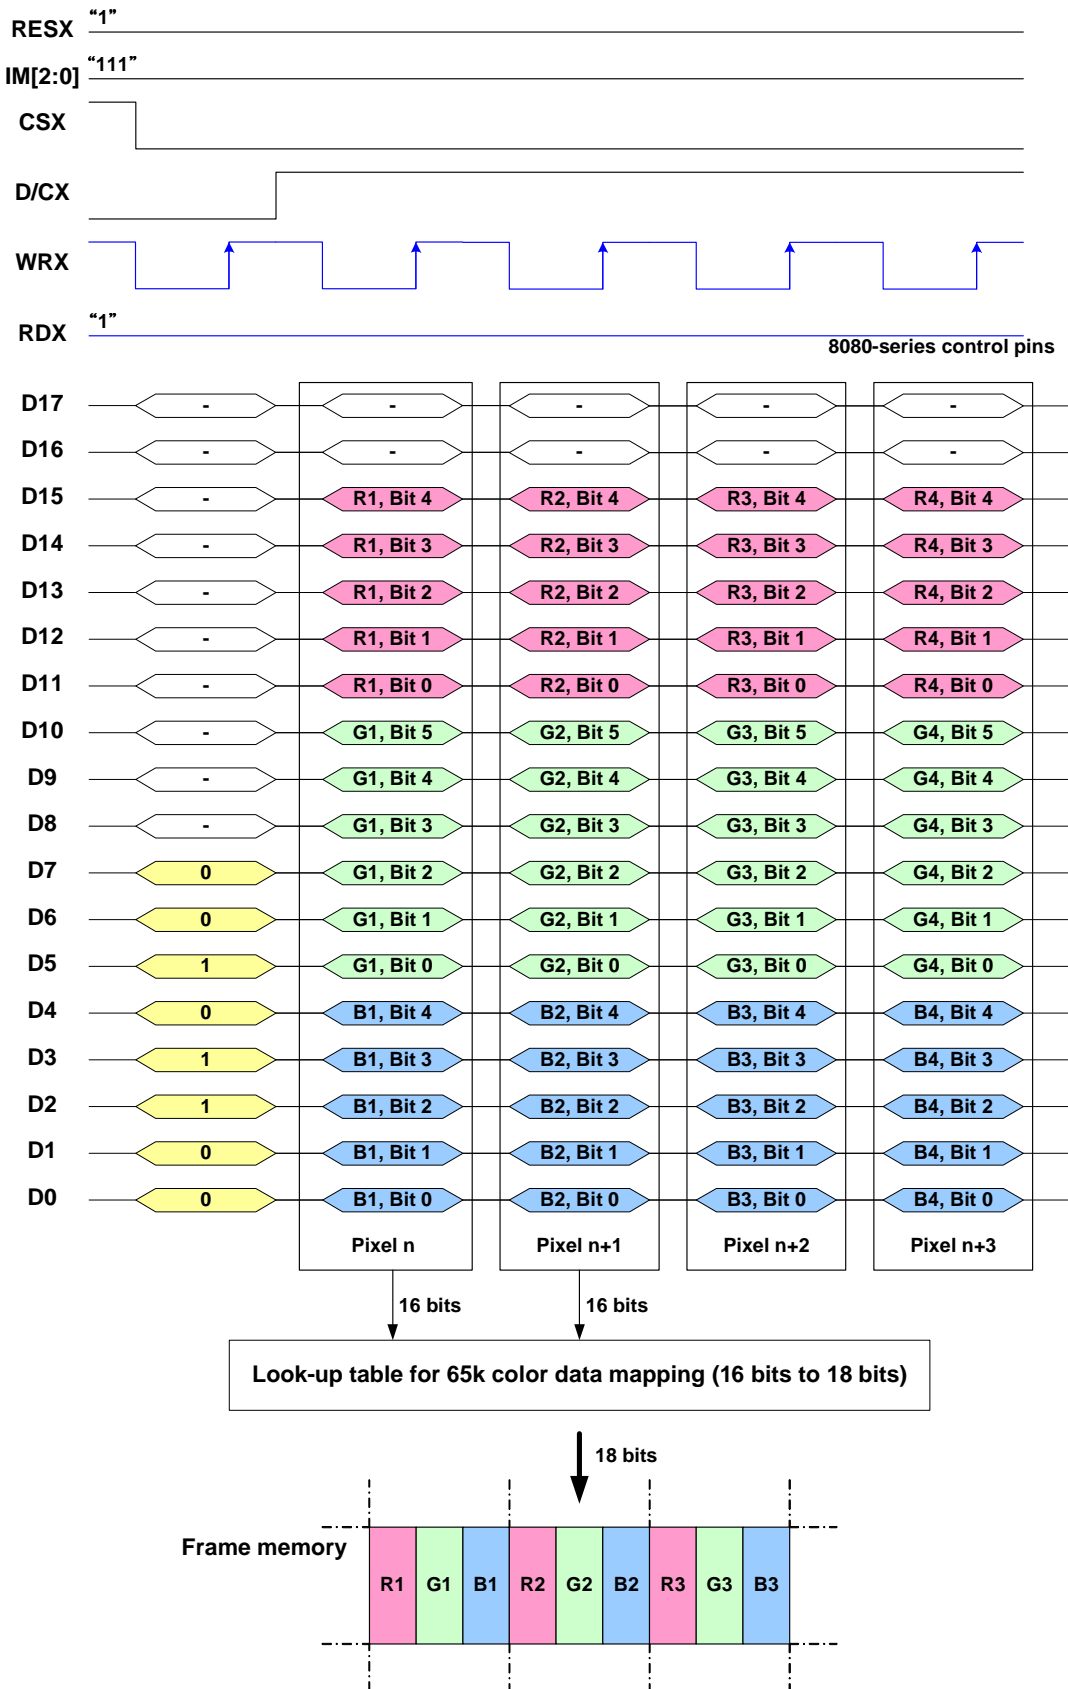 RESX “1”
IM[2:0] “111”
CSX
D/CX
WRX
RDX “1”
8080-series control pins
D17 - - - - -
D16 - - - - -
D15 - R1, Bit 4 R2, Bit 4 R3, Bit 4 R4, Bit 4
D14 - R1, Bit 3 R2, Bit 3 R3, Bit 3 R4, Bit 3
D13 - R1, Bit 2 R2, Bit 2 R3, Bit 2 R4, Bit 2
D12 - R1, Bit 1 R2, Bit 1 R3, Bit 1 R4, Bit 1
D11 - R1, Bit 0 R2, Bit 0 R3, Bit 0 R4, Bit 0
D10 - G1, Bit 5 G2, Bit 5 G3, Bit 5 G4, Bit 5
D9 - G1, Bit 4 G2, Bit 4 G3, Bit 4 G4, Bit 4
D8 - G1, Bit 3 G2, Bit 3 G3, Bit 3 G4, Bit 3
D7 0 G1, Bit 2 G2, Bit 2 G3, Bit 2 G4, Bit 2
D6 0 G1, Bit 1 G2, Bit 1 G3, Bit 1 G4, Bit 1
D5 1 G1, Bit 0 G2, Bit 0 G3, Bit 0 G4, Bit 0
D4 0 B1, Bit 4 B2, Bit 4 B3, Bit 4 B4, Bit 4
D3 1 B1, Bit 3 B2, Bit 3 B3, Bit 3 B4, Bit 3
D2 1 B1, Bit 2 B2, Bit 2 B3, Bit 2 B4, Bit 2
D1 0 B1, Bit 1 B2, Bit 1 B3, Bit 1 B4, Bit 1
D0 0 B1, Bit 0 B2, Bit 0 B3, Bit 0 B4, Bit 0
Pixel n Pixel n+1 Pixel n+2 Pixel n+3
16 bits 16 bits
Look-up table for 65k color data mapping (16 bits to 18 bits)
18 bits
Frame memory
R1 G1 B1 R2 G2 B2 R3 G3 B3